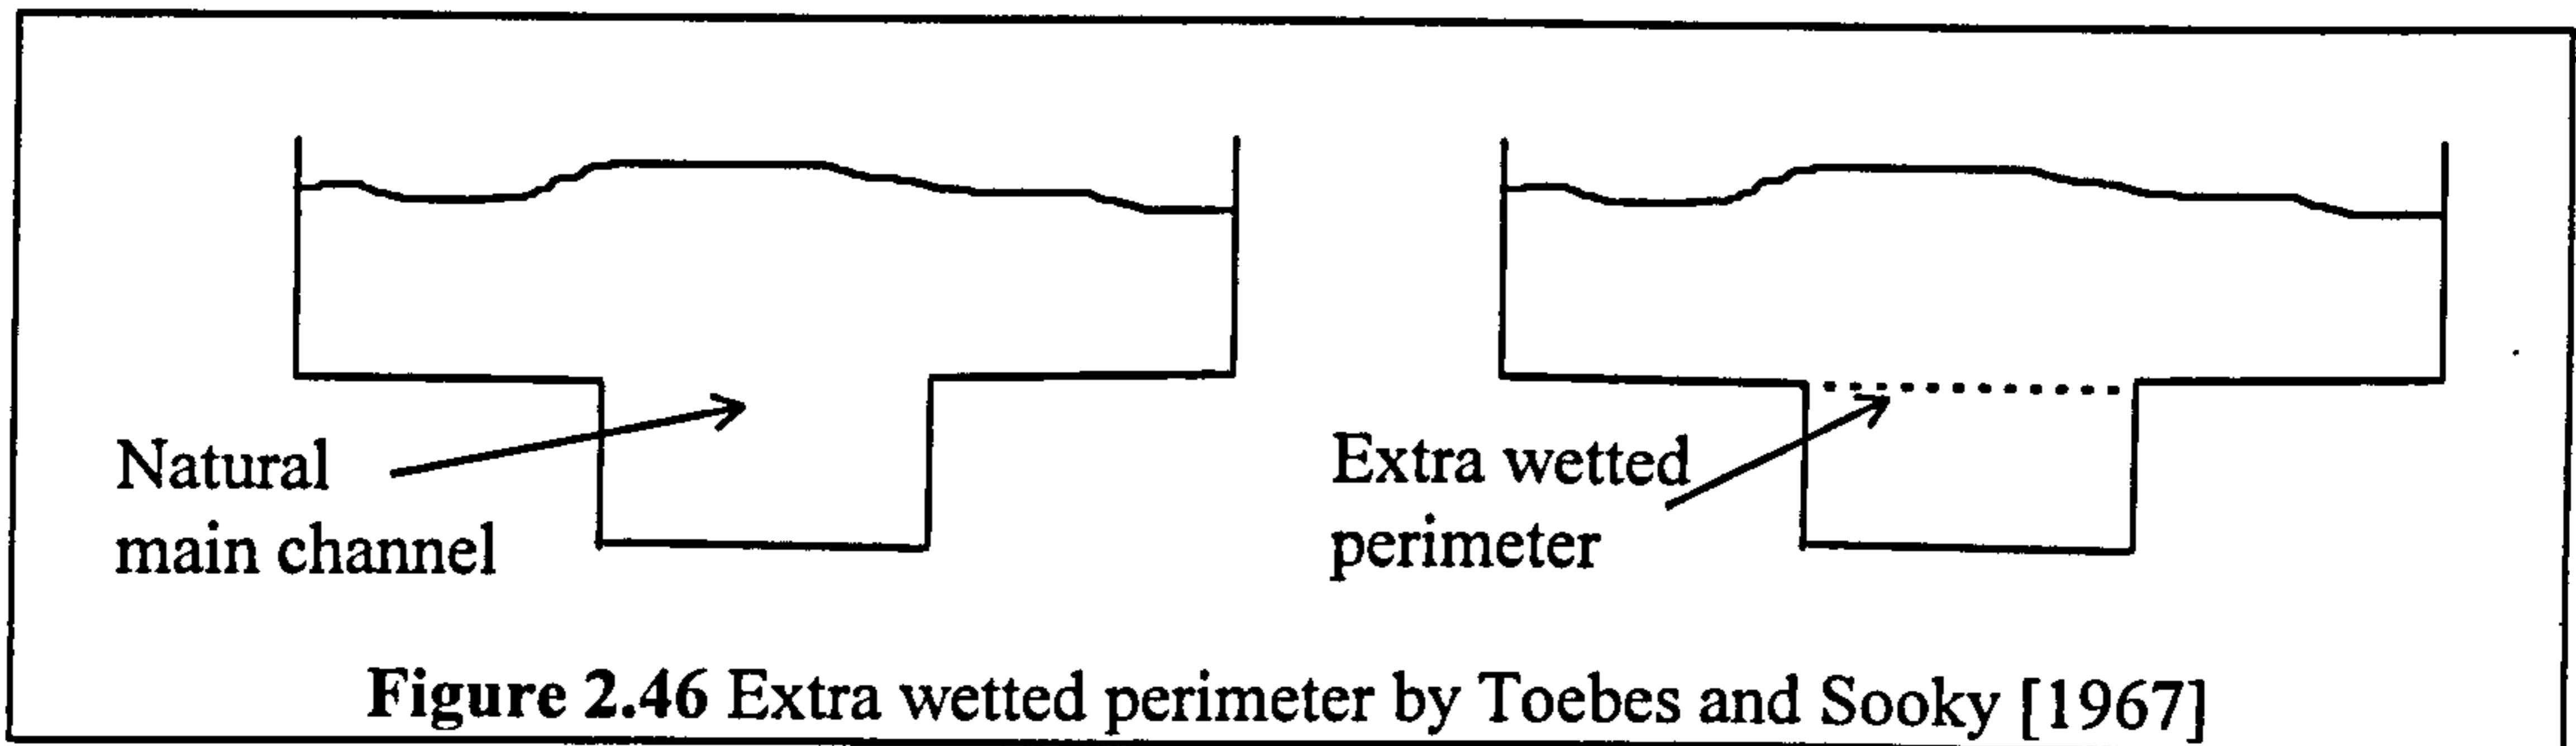 Natural
main channel
Extra wetted
perimeter
Figure 2.46 Extra wetted perimeter by Toebes and Sooky [1967]